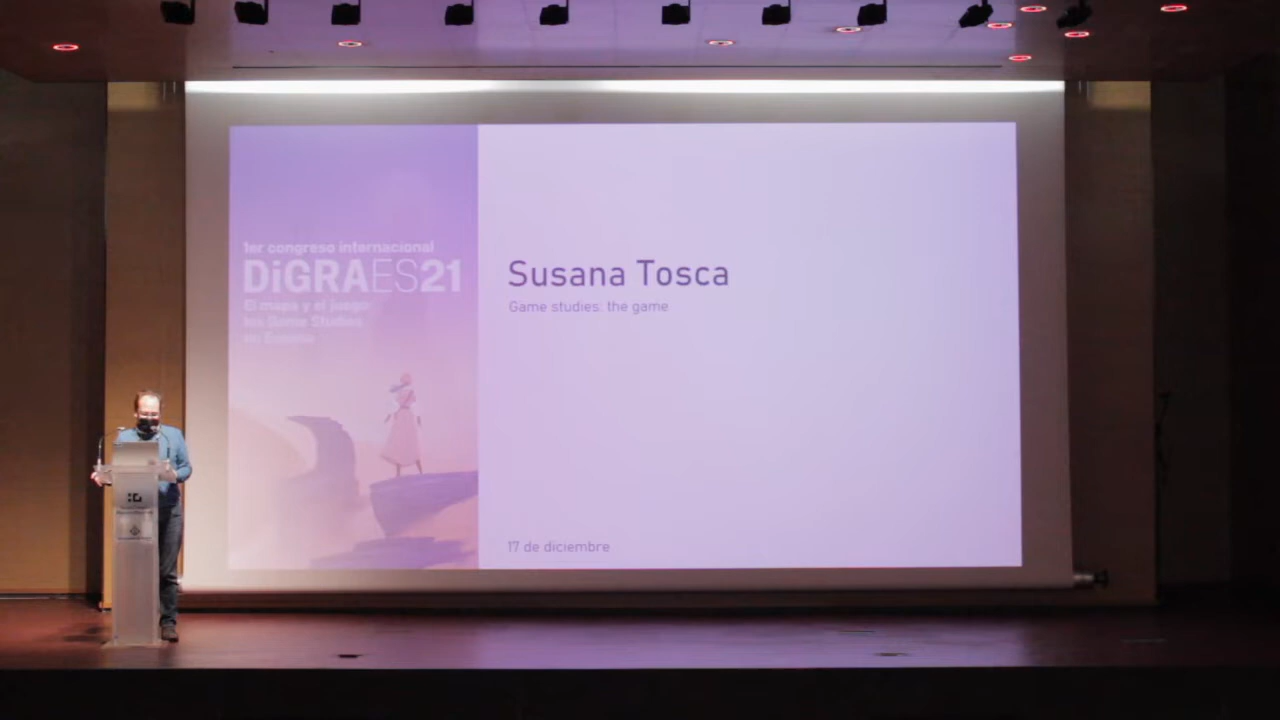 1er congreso internacional
DiGRAES21
El mapa y el juego:
los Game Studies
en España
Susana Tosca
Game studies: the game
17 de diciembre